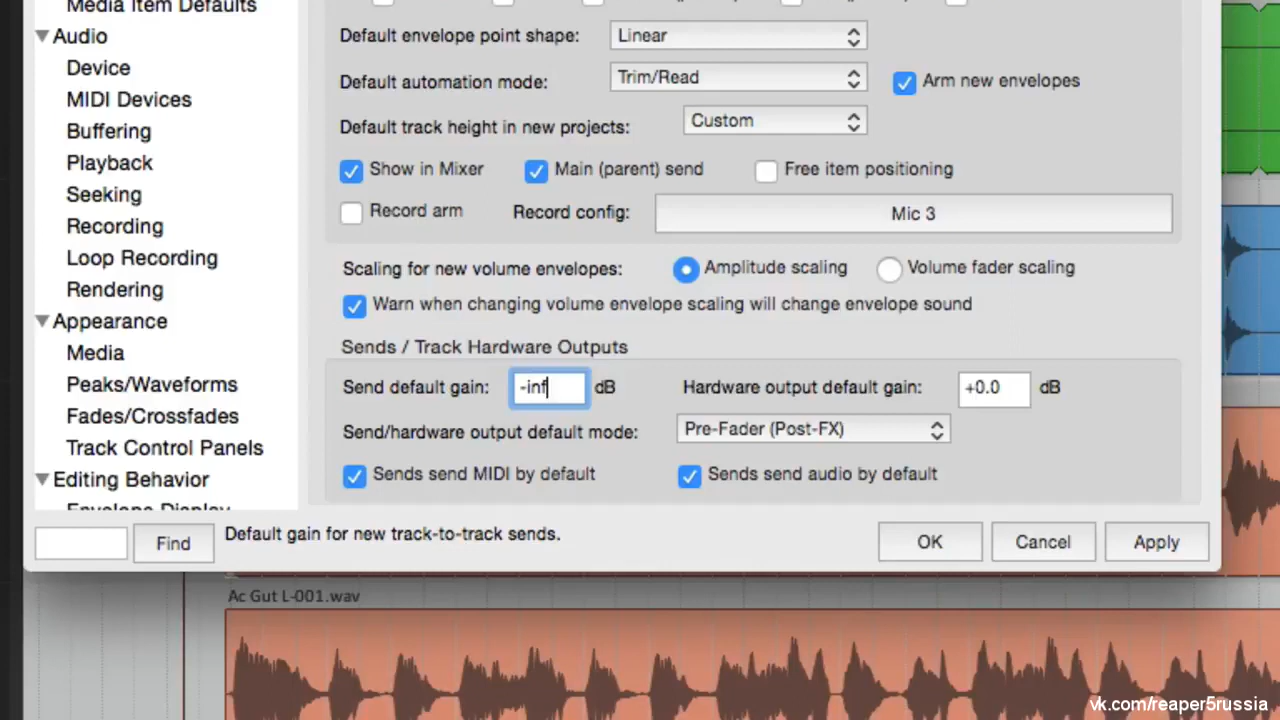 Media Item Defaults
Audio
Device
MIDI Devices
Buffering
Playback
Seeking
Recording
Loop Recording
Rendering
Appearance
Media
Peaks/Waveforms
Fades/Crossfades
Track Control Panels
Editing Behavior
Envelope Display
Default envelope point shape: Linear
Default automation mode: Trim/Read Arm new envelopes
Default track height in new projects: Custom
Show in Mixer Main (parent) send Free item positioning
Record arm Record config: Mic 3
Scaling for new volume envelopes: Amplitude scaling Volume fader scaling
Warn when changing volume envelope scaling will change envelope sound
Sends / Track Hardware Outputs
Send default gain: -inf dB Hardware output default gain: +0.0 dB
Send/hardware output default mode: Pre-Fader (Post-FX)
Sends send MIDI by default Sends send audio by default
Find Default gain for new track-to-track sends. OK Cancel Apply
Ac Gut L-001.wav
vk.com/reaper5russia